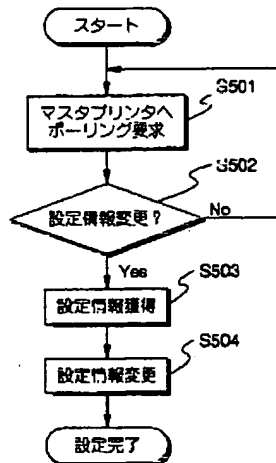 スタート
S501
マスタプリンタへ
ポーリング要求
S502
設定情報変更?
No
Yes
S503
設定情報獲得
S504
設定情報変更
設定完了